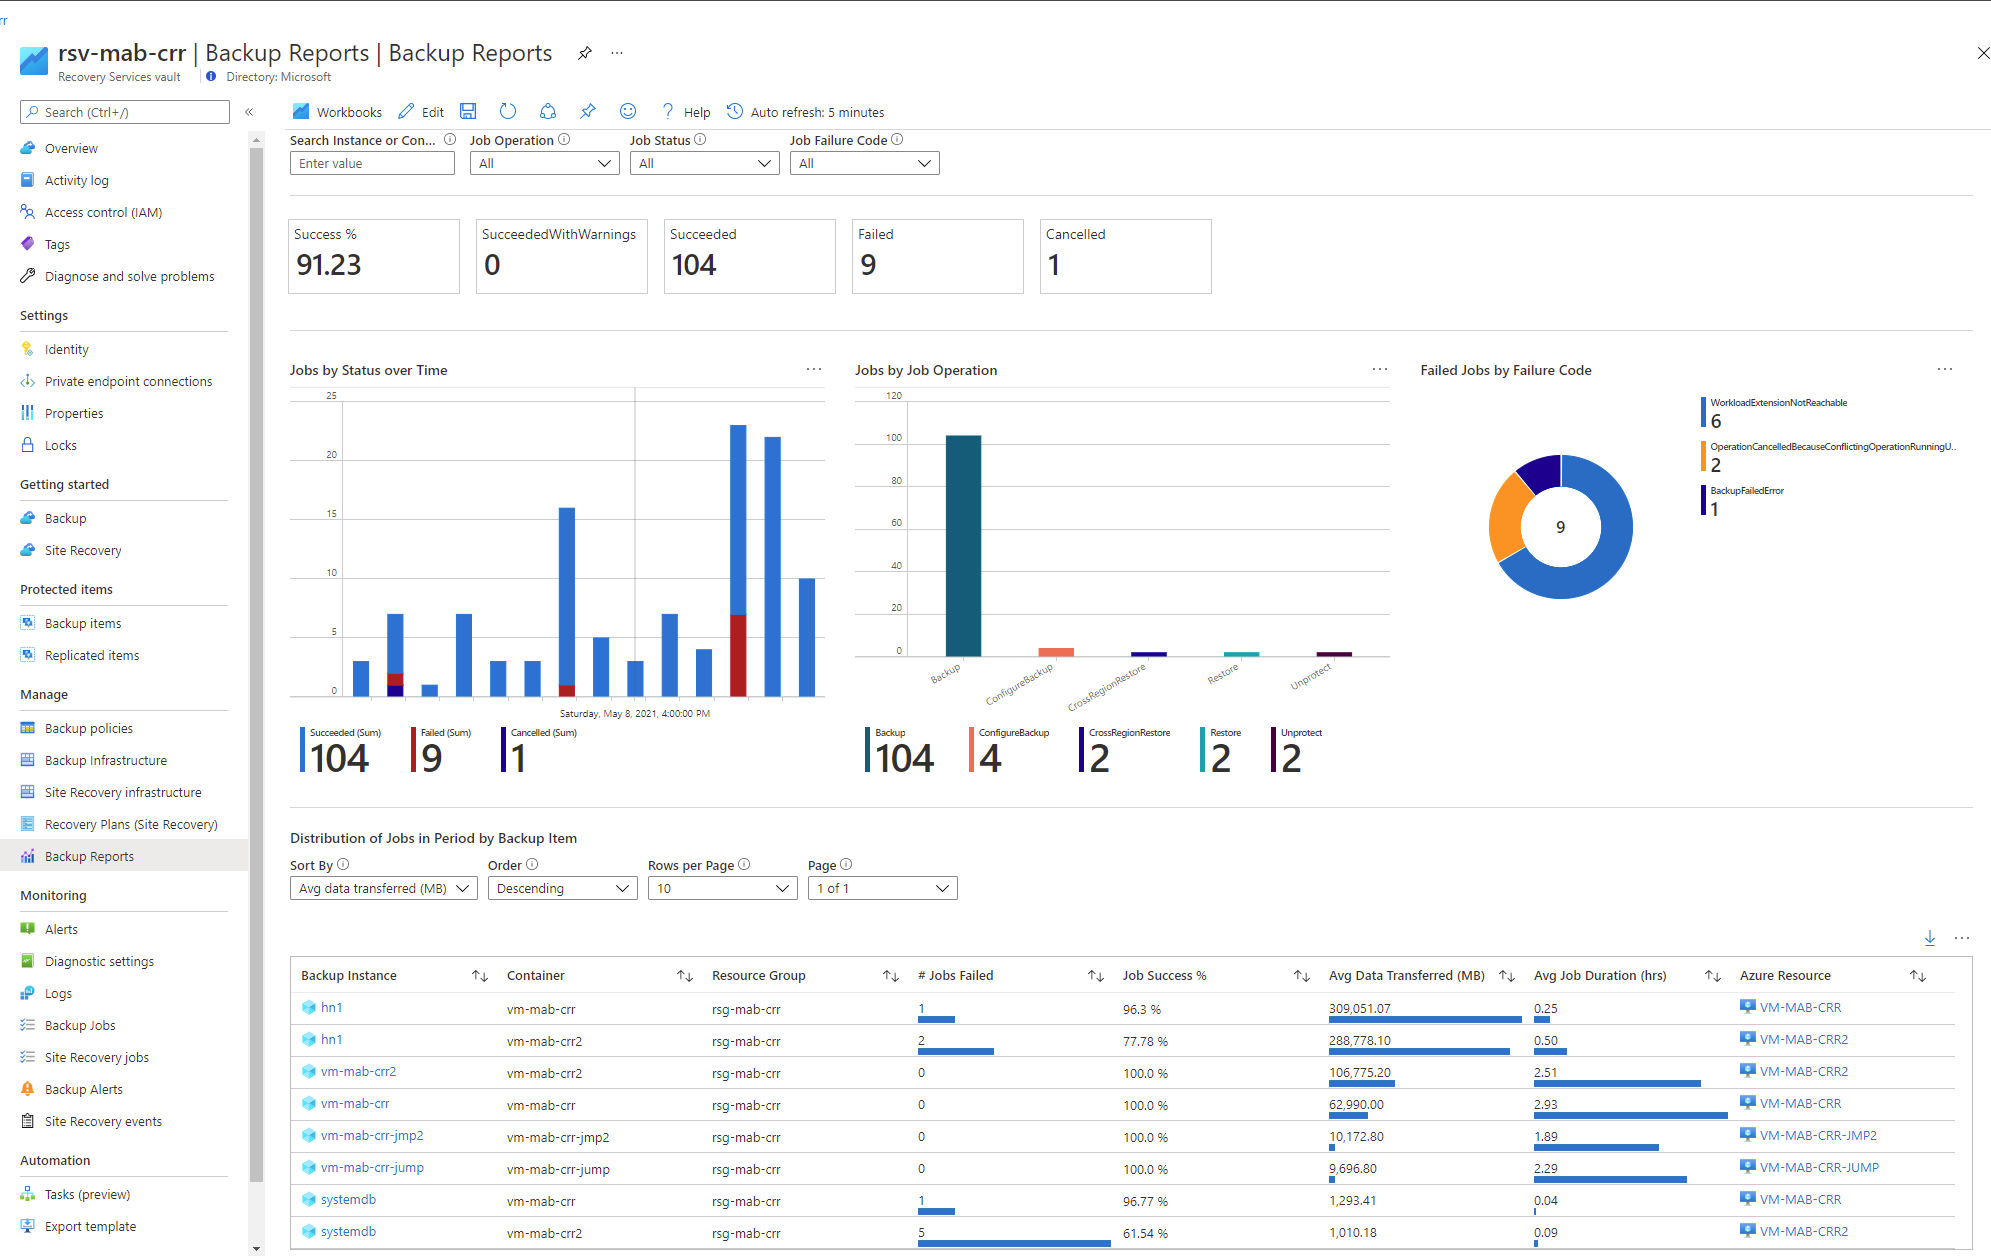 rr
rsv-mab-crr | Backup Reports | Backup Reports
Recovery Services vault
Directory: Microsoft
Search (Ctrl+/)
«
Overview
Activity log
Access control (IAM)
Tags
Diagnose and solve problems
Settings
Identity
Private endpoint connections
Properties
Locks
Getting started
Backup
Site Recovery
Protected items
Backup items
Replicated items
Manage
Backup policies
Backup Infrastructure
Site Recovery infrastructure
Recovery Plans (Site Recovery)
Backup Reports
Monitoring
Alerts
Diagnostic settings
Logs
Backup Jobs
Site Recovery jobs
Backup Alerts
Site Recovery events
Automation
Tasks (preview)
Export template
Workbooks Edit Help Auto refresh: 5 minutes
Search Instance or Con... Job Operation Job Status Job Failure Code
Enter value All All All
Success % SucceededWithWarnings Succeeded Failed Cancelled
91.23 0 104 9 1
Jobs by Status over Time
25
20
15
10
5
0
Saturday, May 8, 2021, 4:00:00 PM
Succeeded (Sum) Failed (Sum) Cancelled (Sum)
104 9 1
Jobs by Job Operation
120
100
80
60
40
20
0
Backup ConfigureBackup CrossRegionRestore Restore Unprotect
Backup ConfigureBackup CrossRegionRestore Restore Unprotect
104 4 2 2 2
Failed Jobs by Failure Code
9
WorkloadExtensionNotReachable
6
OperationCancelledBecauseConflictingOperationRunningU..
2
BackupFailedError
1
Distribution of Jobs in Period by Backup Item
Sort By Order Rows per Page Page
Avg data transferred (MB) Descending 10 1 of 1
Backup Instance Container Resource Group # Jobs Failed Job Success % Avg Data Transferred (MB) Avg Job Duration (hrs) Azure Resource
hn1 vm-mab-crr rsg-mab-crr 1 96.3 % 309,051.07 0.25 VM-MAB-CRR
hn1 vm-mab-crr2 rsg-mab-crr 2 77.78 % 288,778.10 0.50 VM-MAB-CRR2
vm-mab-crr2 vm-mab-crr2 rsg-mab-crr 0 100.0 % 106,775.20 2.51 VM-MAB-CRR2
vm-mab-crr vm-mab-crr rsg-mab-crr 0 100.0 % 62,990.00 2.93 VM-MAB-CRR
vm-mab-crr-jmp2 vm-mab-crr-jmp2 rsg-mab-crr 0 100.0 % 10,172.80 1.89 VM-MAB-CRR-JMP2
vm-mab-crr-jump vm-mab-crr-jump rsg-mab-crr 0 100.0 % 9,696.80 2.29 VM-MAB-CRR-JUMP
systemdb vm-mab-crr rsg-mab-crr 1 96.77 % 1,293.41 0.04 VM-MAB-CRR
systemdb vm-mab-crr2 rsg-mab-crr 5 61.54 % 1,010.18 0.09 VM-MAB-CRR2